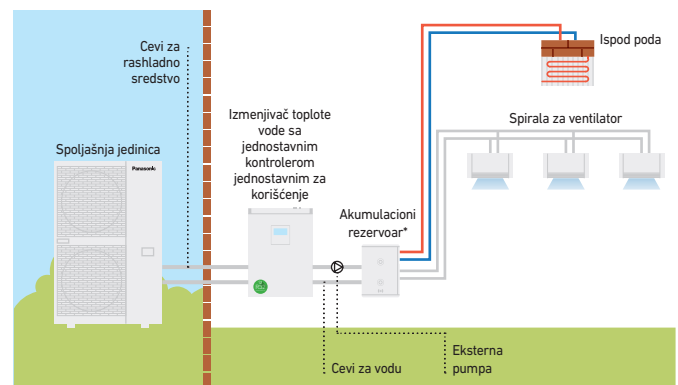 Cevi za
rashladno
sredstvo
Ispod poda
Izmenjivač toplote
vode sa
jednostavnim
kontrolerom
jednostavnim za
korišćenje
Spirala za ventilator
Spoljašnja jedinica
Panasonic
Akumulacioni
rezervoar*
Eksterna
pumpa
Cevi za vodu